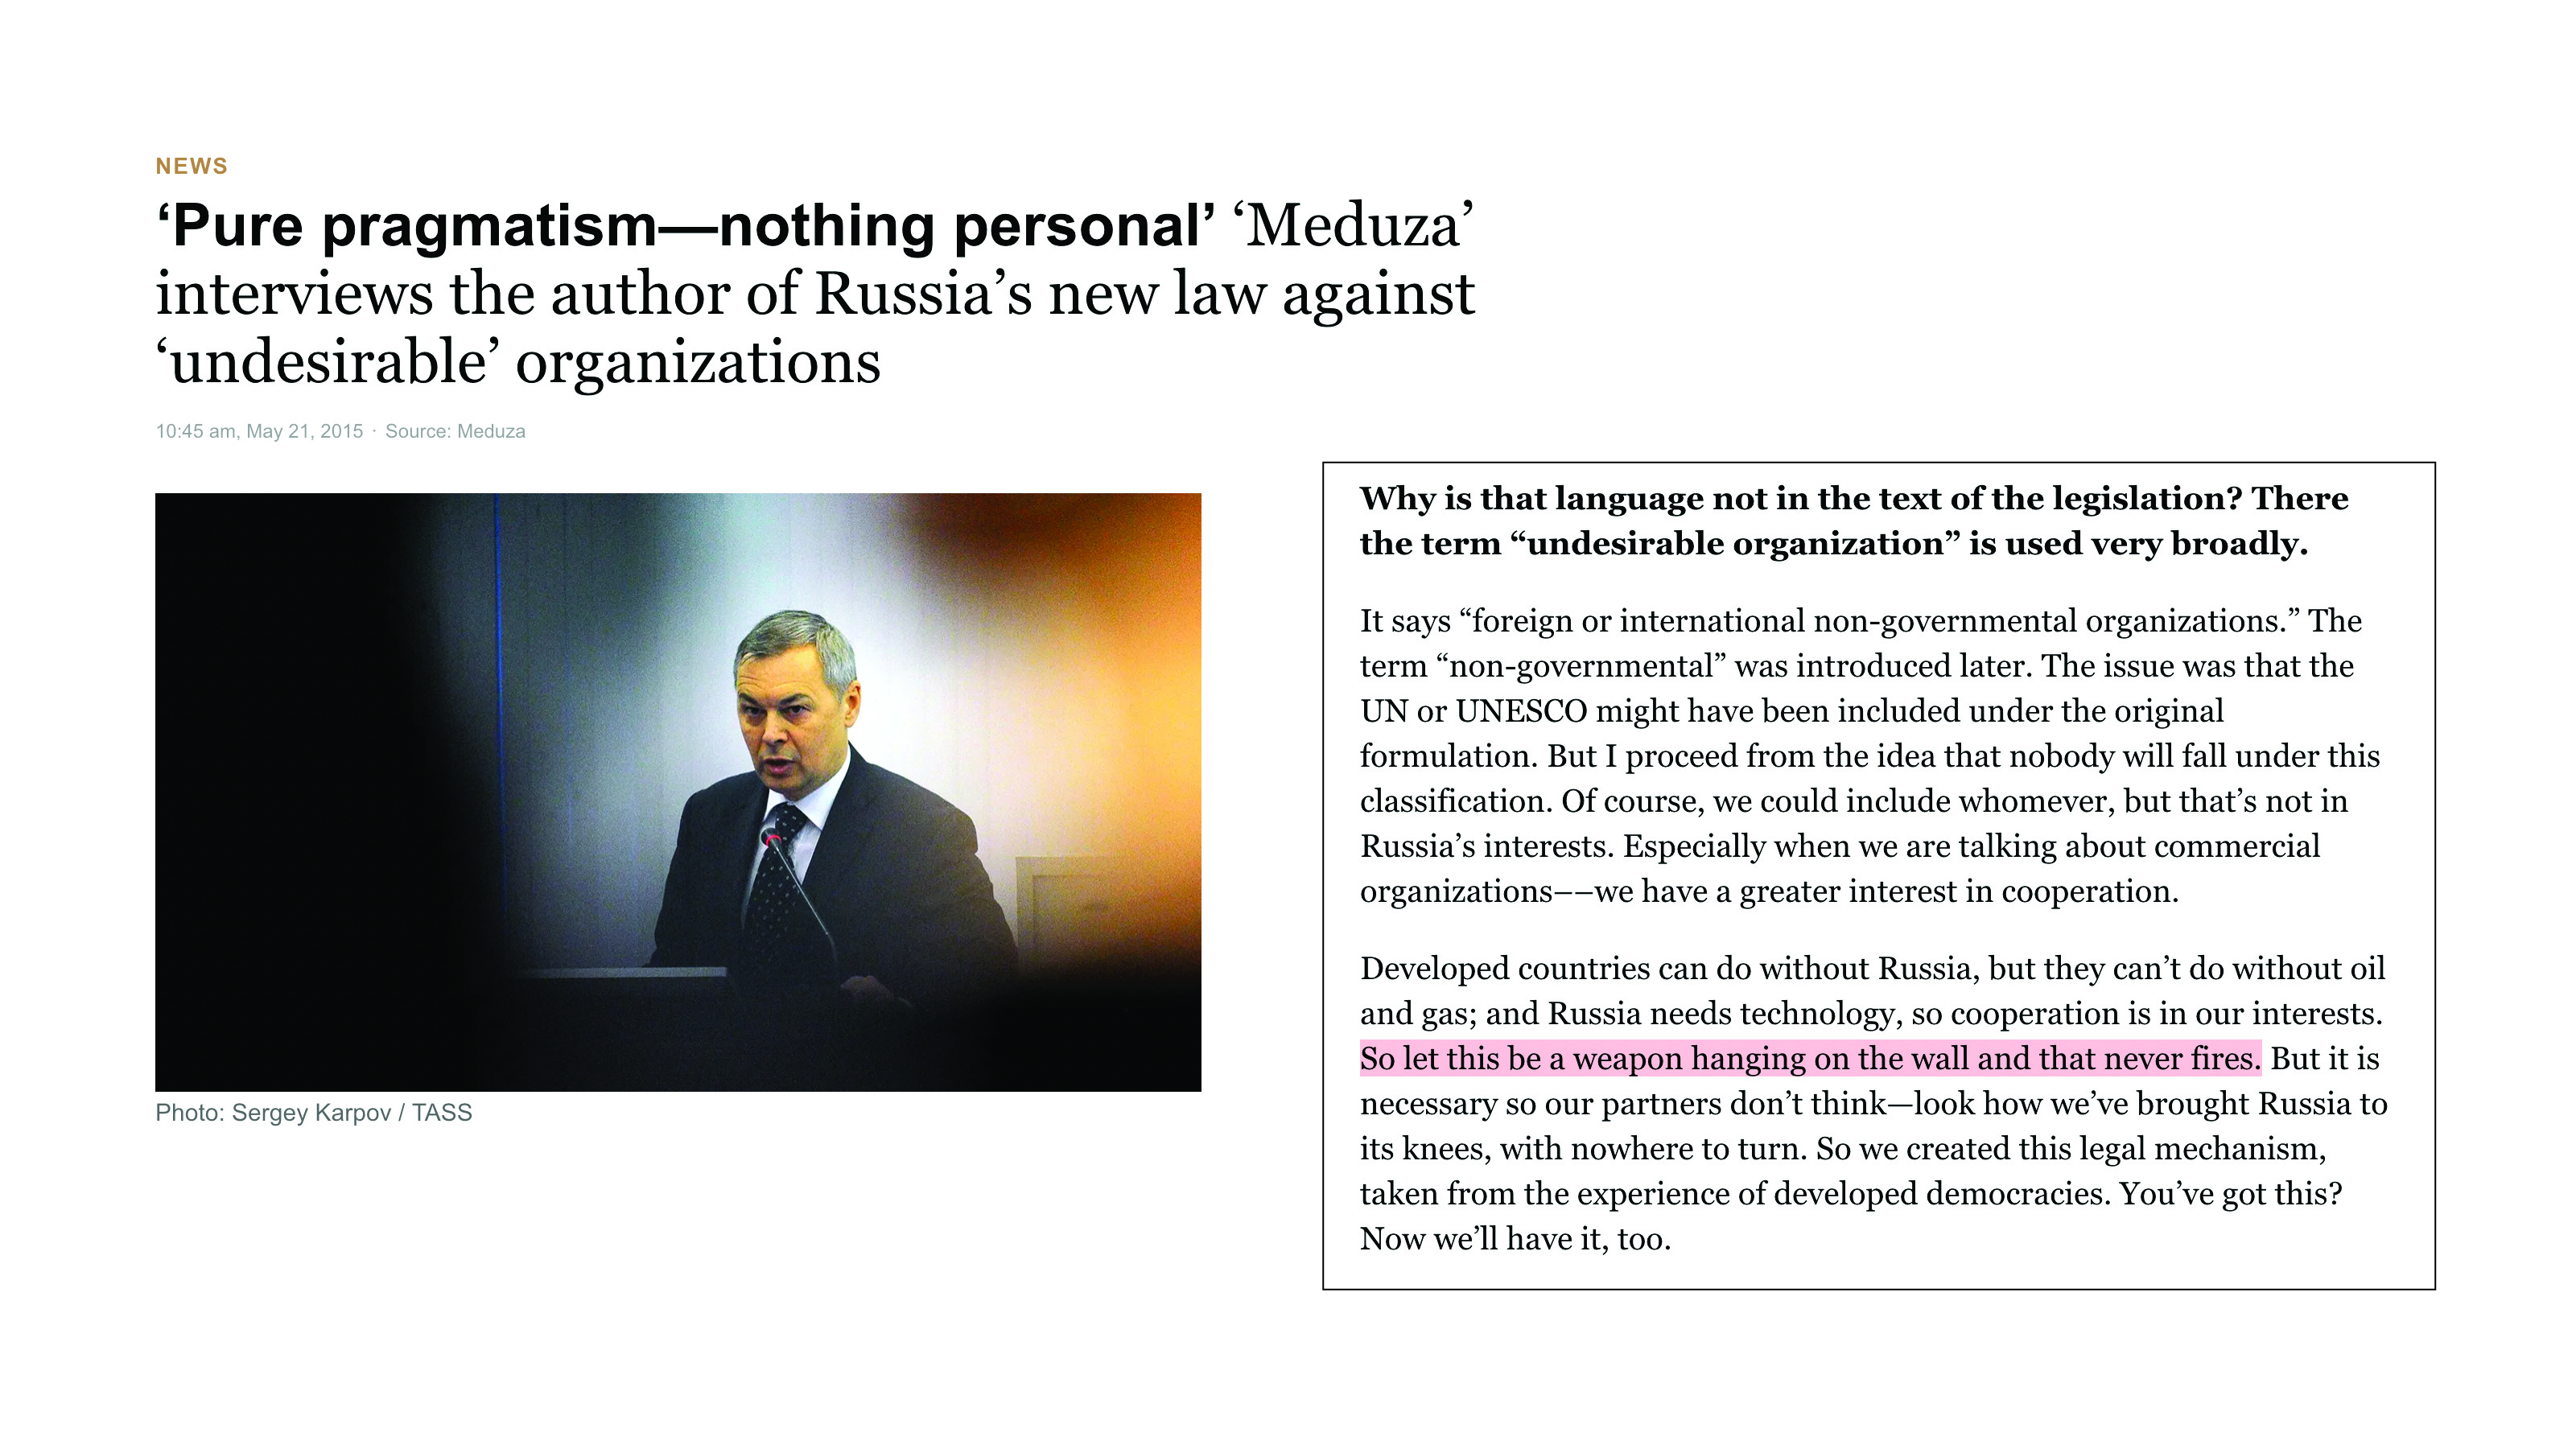 NEWS
‘Pure pragmatism—nothing personal’ ‘Meduza’
interviews the author of Russia’s new law against
‘undesirable’ organizations
10:45 am, May 21, 2015 · Source: Meduza
Photo: Sergey Karpov / TASS
Why is that language not in the text of the legislation? There
the term “undesirable organization” is used very broadly.
It says “foreign or international non-governmental organizations.” The
term “non-governmental” was introduced later. The issue was that the
UN or UNESCO might have been included under the original
formulation. But I proceed from the idea that nobody will fall under this
classification. Of course, we could include whomever, but that’s not in
Russia’s interests. Especially when we are talking about commercial
organizations––we have a greater interest in cooperation.
Developed countries can do without Russia, but they can’t do without oil
and gas; and Russia needs technology, so cooperation is in our interests.
So let this be a weapon hanging on the wall and that never fires. But it is
necessary so our partners don’t think—look how we’ve brought Russia to
its knees, with nowhere to turn. So we created this legal mechanism,
taken from the experience of developed democracies. You’ve got this?
Now we’ll have it, too.